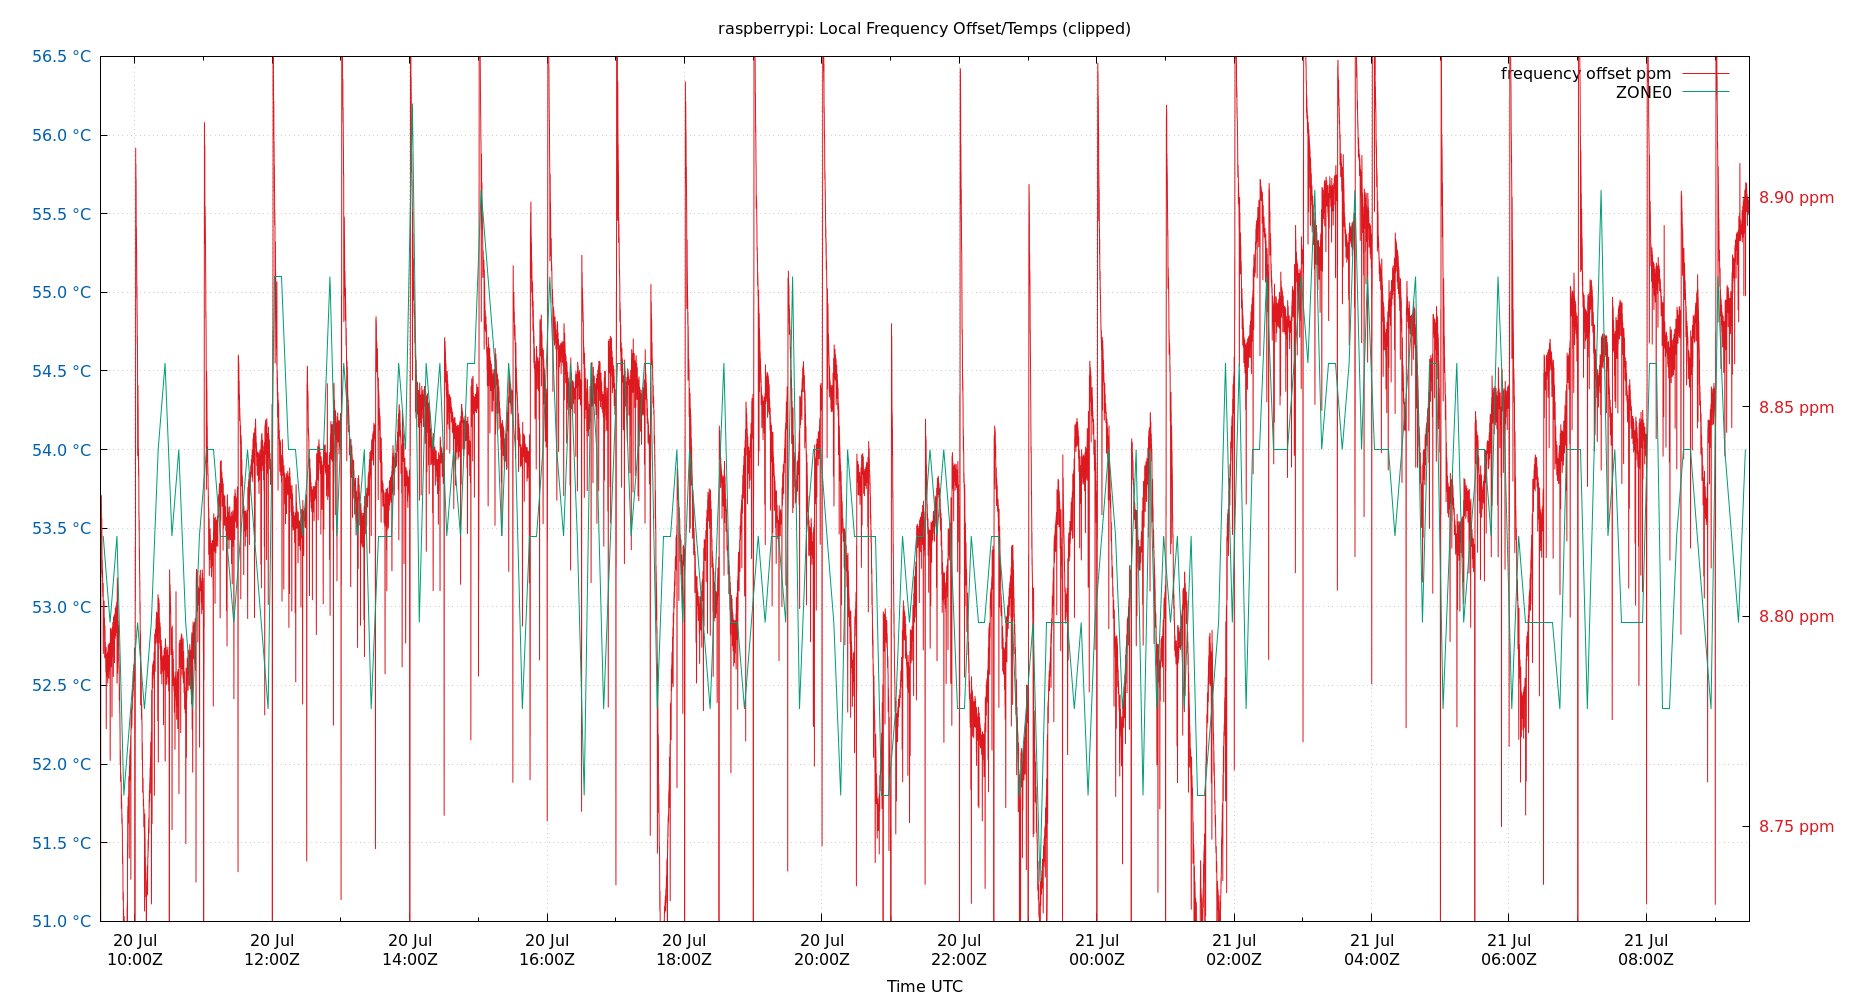 raspberrypi: Local Frequency Offset/Temps (clipped)
56.5 °C
56.0 °C
55.5 °C
55.0 °C
54.5 °C
54.0 °C
53.5 °C
53.0 °C
52.5 °C
52.0 °C
51.5 °C
51.0 °C
frequency offset ppm
ZONE0
8.90 ppm
8.85 ppm
8.80 ppm
8.75 ppm
20 Jul 20 Jul 20 Jul 20 Jul 20 Jul 20 Jul 20 Jul 21 Jul 21 Jul 21 Jul 21 Jul 21 Jul
10:00Z 12:00Z 14:00Z 16:00Z 18:00Z 20:00Z 22:00Z 00:00Z 02:00Z 04:00Z 06:00Z 08:00Z
Time UTC